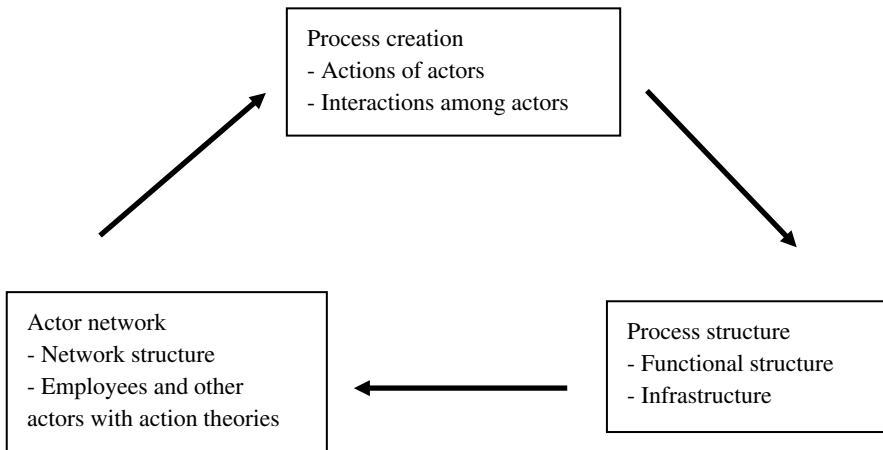 Process creation
- Actions of actors
- Interactions among actors
Actor network
- Network structure
- Employees and other
actors with action theories
Process structure
- Functional structure
- Infrastructure